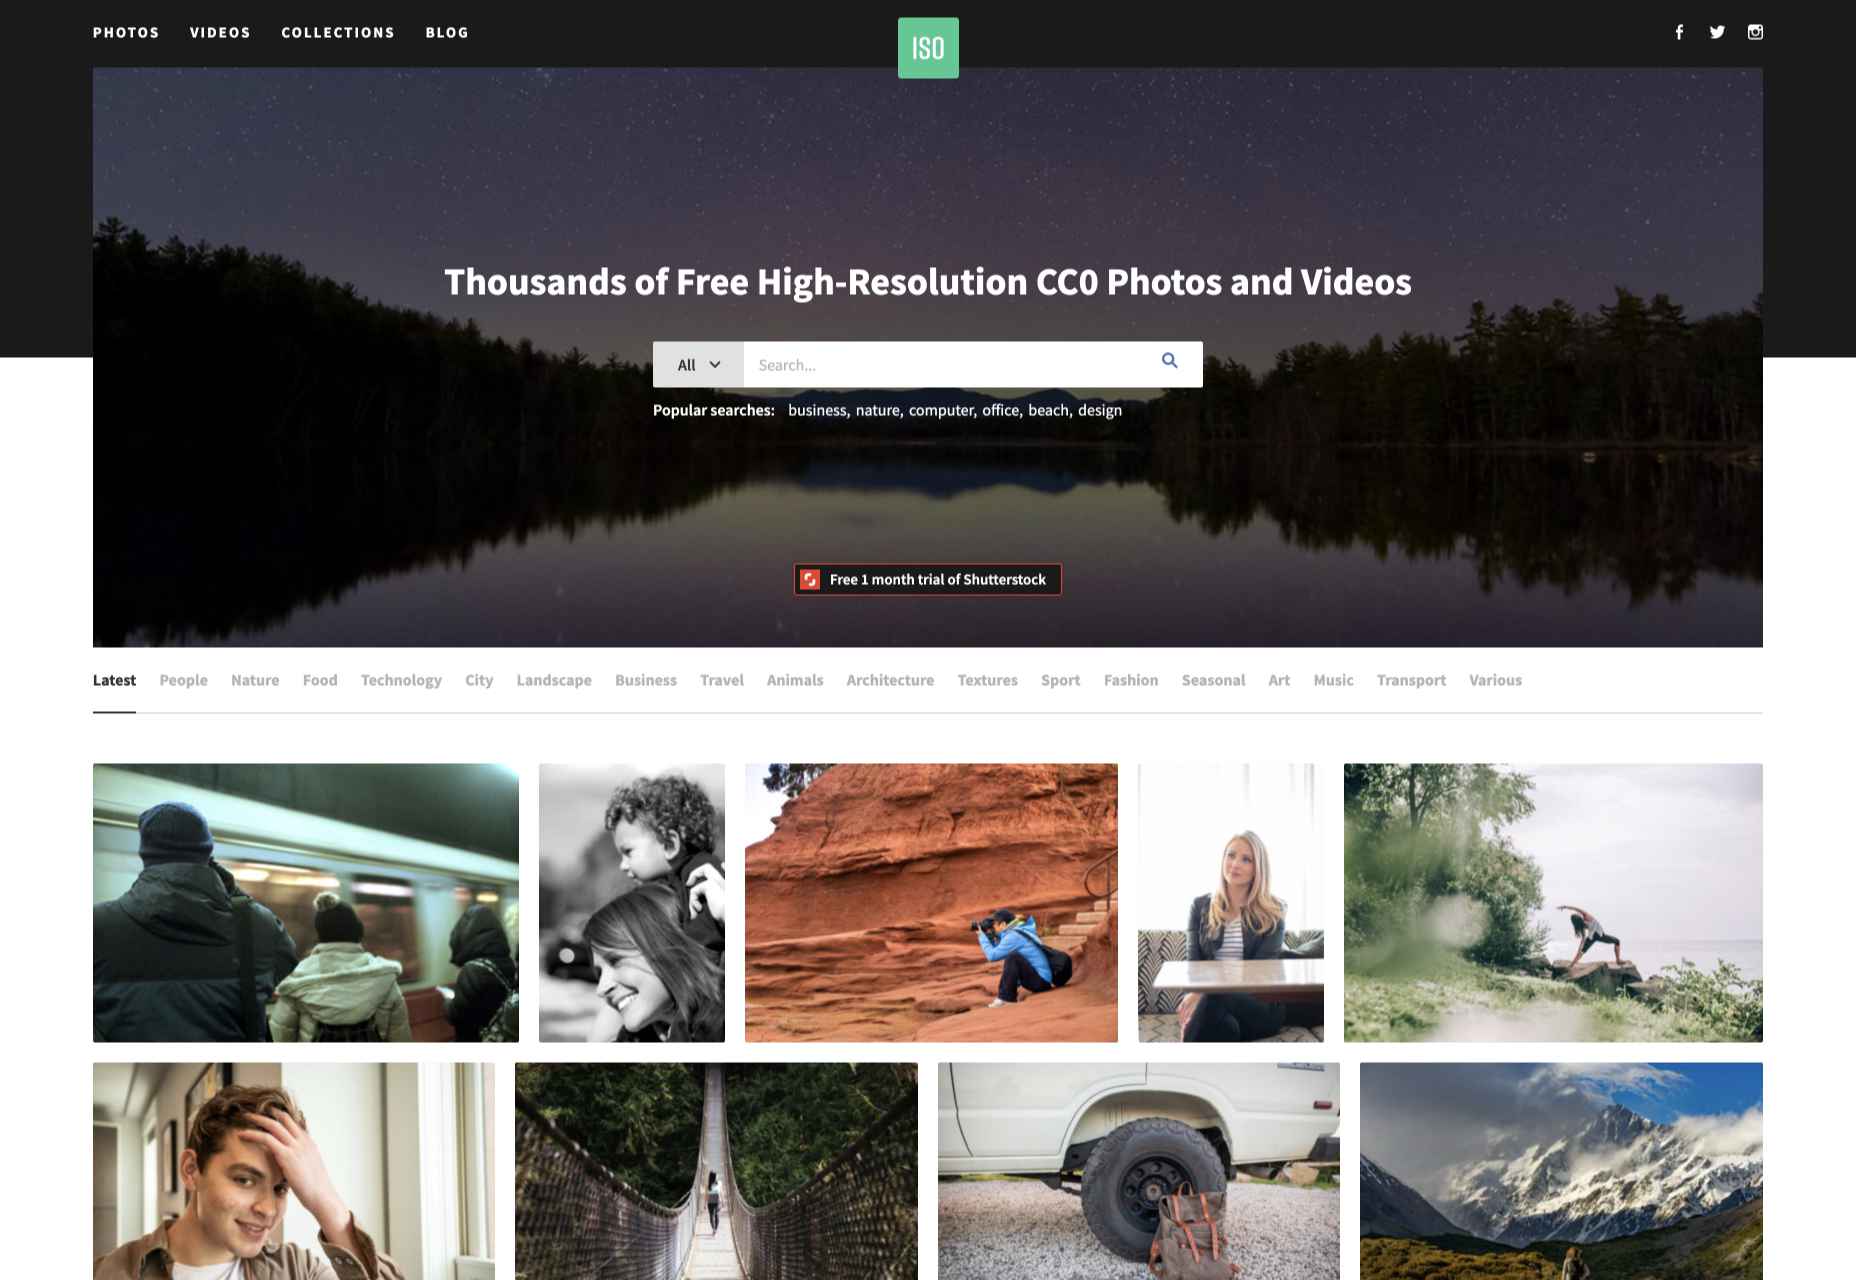 PHOTOS VIDEOS COLLECTIONS BLOG
ISO
Thousands of Free High-Resolution CC0 Photos and Videos
All Search...
Popular searches: business, nature, computer, office, beach, design
Free 1 month trial of Shutterstock
Latest People Nature Food Technology City Landscape Business Travel Animals Architecture Textures Sport Fashion Seasonal Art Music Transport Various